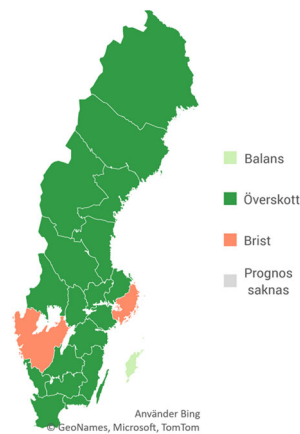 Balans
Överskott
Brist
Prognos
saknas
Använder Bing
© GeoNames, Microsoft, TomTom